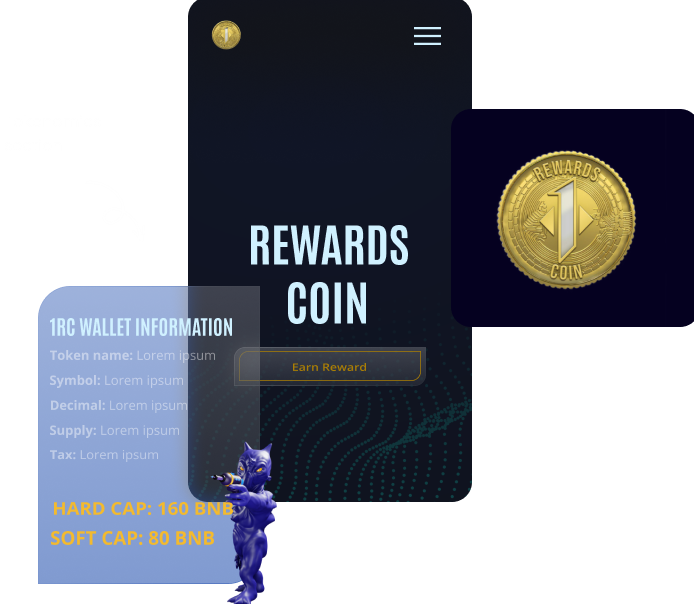 REWARDS
COIN
Earn Reward
REWARDS
1
COIN
1RC WALLET INFORMATION
Token name: Lorem ipsum
Symbol: Lorem ipsum
Decimal: Lorem ipsum
Supply: Lorem ipsum
Tax: Lorem ipsum
HARD CAP: 160 BNB
SOFT CAP: 80 BNB